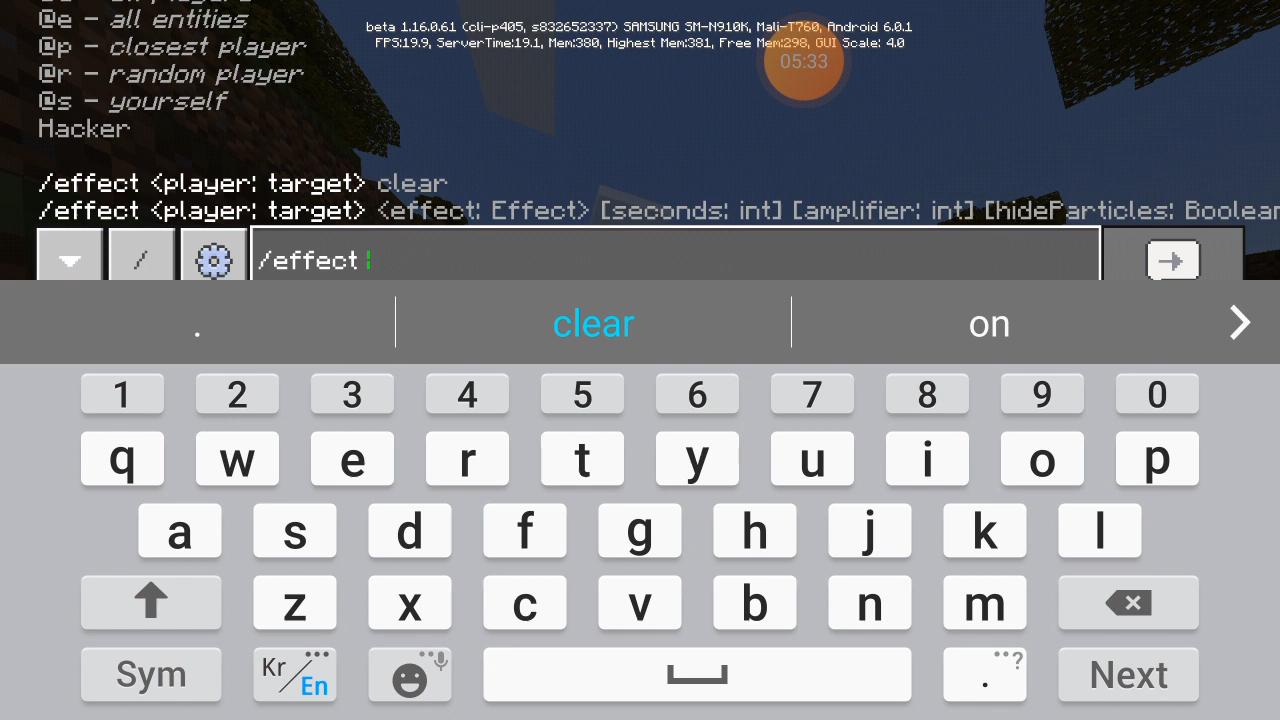 @e - all entities
@p - closest player
@r - random player
@s - yourself
Hacker
beta 1.16.0.61 (cli-p405, s832652337) SAMSUNG SM-N910K, Mali-T760, Android 6.0.1
FPS:19.9, ServerTime:19.1, Mem:380, Highest Mem:381, Free Mem:298, GUI Scale: 4.0
05:33
/effect <player: target> clear
/effect <player: target> <effect: Effect> [seconds: int] [amplifier: int] [hideParticles: Boolean
/ /effect
. clear on
1 2 3 4 5 6 7 8 9 0
q w e r t y u i o p
a s d f g h j k l
z x c v b n m
Sym Kr/En . ? Next